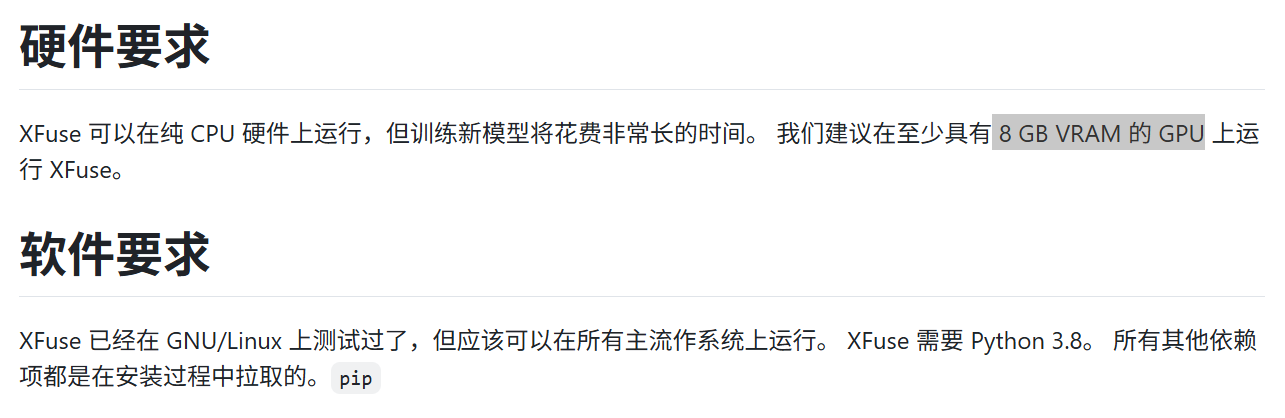 硬件要求
XFuse 可以在纯 CPU 硬件上运行，但训练新模型将花费非常长的时间。 我们建议在至少具有 8 GB VRAM 的 GPU 上运
行 XFuse。
软件要求
XFuse 已经在 GNU/Linux 上测试过了，但应该可以在所有主流作系统上运行。 XFuse 需要 Python 3.8。 所有其他依赖
项都是在安装过程中拉取的。 pip